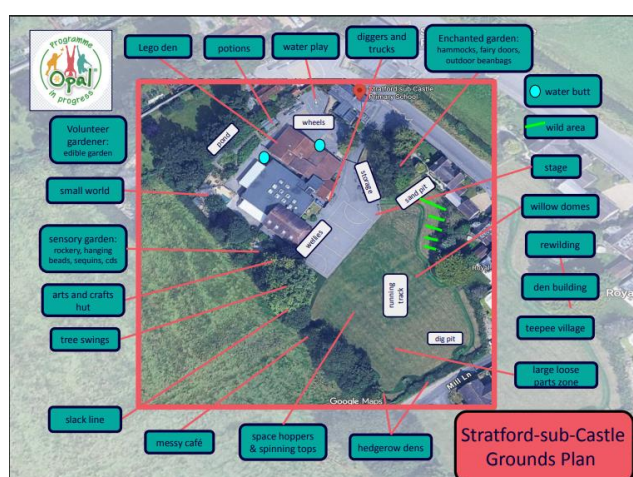 Programme
Opal
in progress
Lego den
potions
water play
diggers and
trucks
Enchanted garden:
hammocks, fairy doors,
outdoor beanbags
Stratford-sub-Castle
Primary School
water butt
wild area
Volunteer
gardener:
edible garden
pond
wheels
small world
storage
sand pit
stage
willow domes
sensory garden:
rockery, hanging
beads, sequins, cds
wellies
rewilding
arts and crafts
hut
running
track
den building
Royal
tree swings
dig pit
teepee village
slack line
messy café
space hoppers
& spinning tops
hedgerow dens
large loose
parts zone
Google Maps
Mill Ln
Stratford-sub-Castle
Grounds Plan